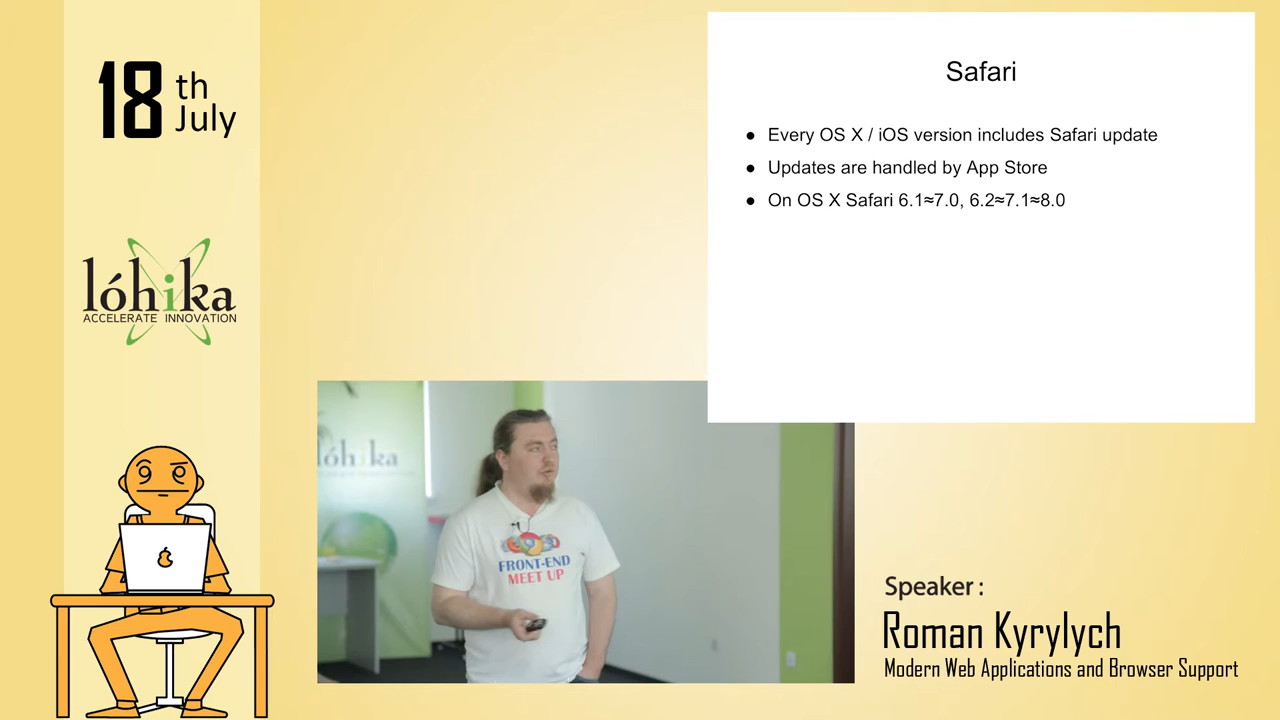 18 th
July
lóhika
ACCELERATE INNOVATION
Safari
● Every OS X / iOS version includes Safari update
● Updates are handled by App Store
● On OS X Safari 6.1≈7.0, 6.2≈7.1≈8.0
lóhika
FRONT-END
MEET UP
Speaker :
Roman Kyrylych
Modern Web Applications and Browser Support